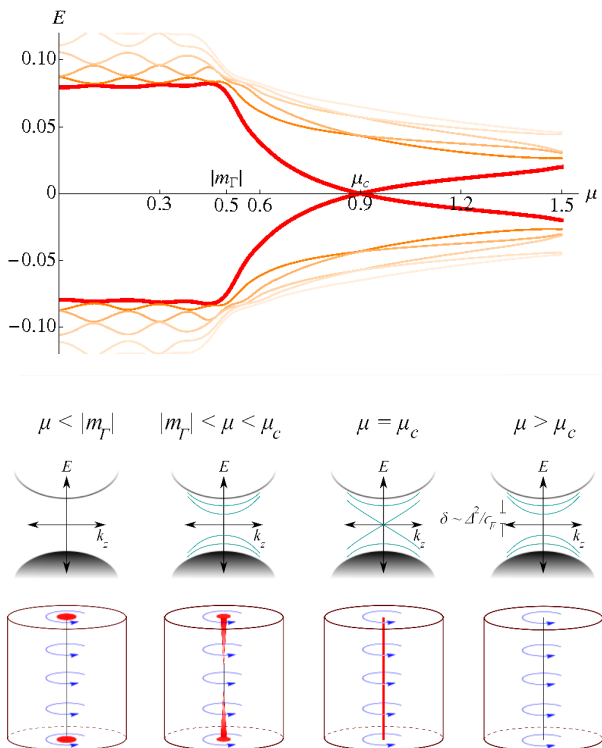 E
0.10
0.05
|m_Γ| μ_c
0 0.3 0.5 0.6 0.9 1.2 1.5 μ
−0.05
−0.10
μ < |m_Γ| |m_Γ| < μ < μ_c μ = μ_c μ > μ_c
E E E E
δ ~ Δ²/ε_F
k_z k_z k_z k_z